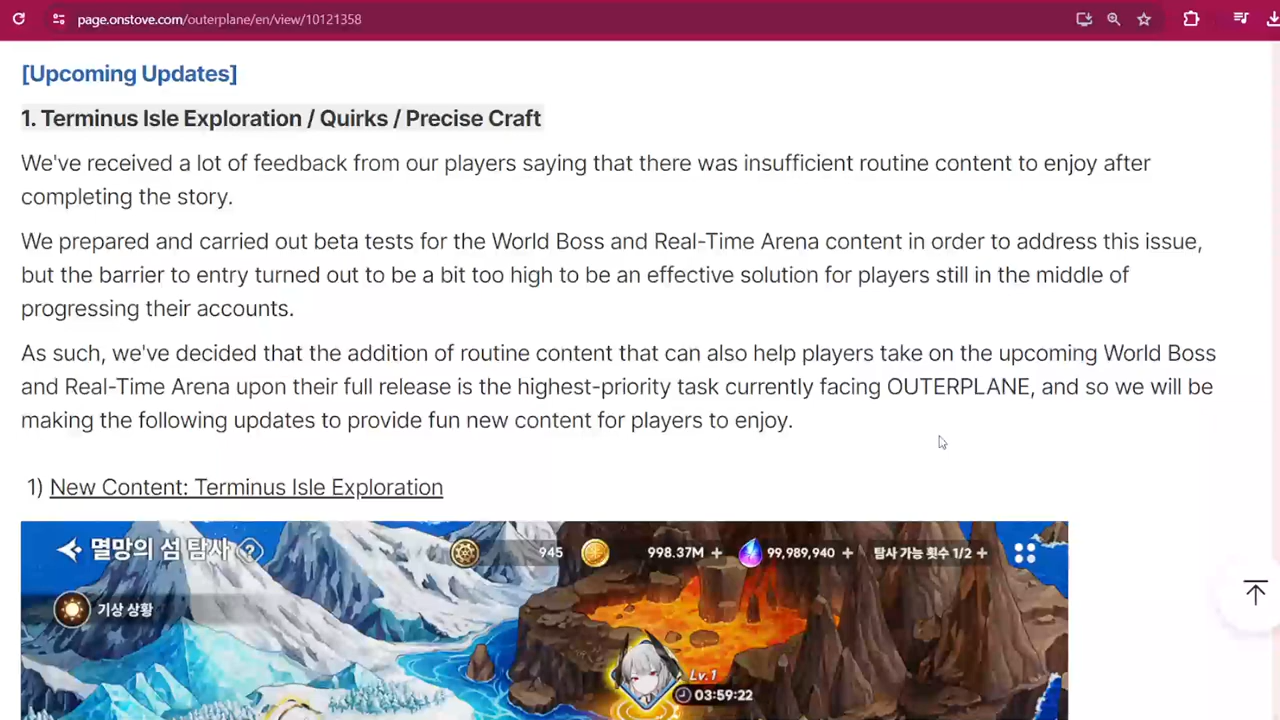 page.onstove.com/outerplane/en/view/10121358
[Upcoming Updates]
1. Terminus Isle Exploration / Quirks / Precise Craft
We've received a lot of feedback from our players saying that there was insufficient routine content to enjoy after
completing the story.
We prepared and carried out beta tests for the World Boss and Real-Time Arena content in order to address this issue,
but the barrier to entry turned out to be a bit too high to be an effective solution for players still in the middle of
progressing their accounts.
As such, we've decided that the addition of routine content that can also help players take on the upcoming World Boss
and Real-Time Arena upon their full release is the highest-priority task currently facing OUTERPLANE, and so we will be
making the following updates to provide fun new content for players to enjoy.
1) New Content: Terminus Isle Exploration
멸망의 섬 탐사 ? 945 998.37M + 99,989,940 + 탐사 가능 횟수 1/2 +
기상 상황
Lv.1
03:59:22